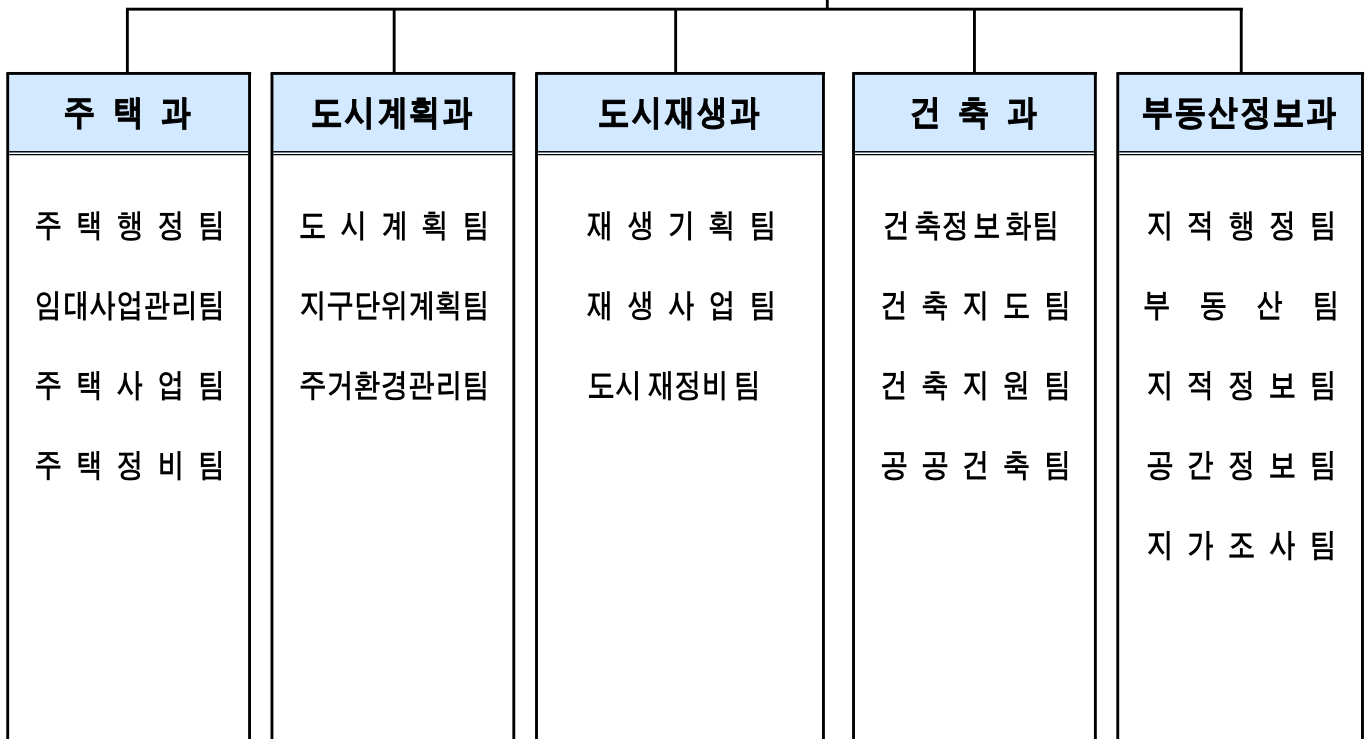 주 택 과
주 택 행 정 팀
임대사업관리팀
주 택 사 업 팀
주 택 정 비 팀
도시계획과
도 시 계 획 팀
지구단위계획팀
주거환경관리팀
도시재생과
재 생 기 획 팀
재 생 사 업 팀
도시 재정비 팀
건 축 과
건축정보화팀
건 축 지 도 팀
건 축 지 원 팀
공 공 건 축 팀
부동산정보과
지 적 행 정 팀
부 동 산 팀
지 적 정 보 팀
공 간 정 보 팀
지 가 조 사 팀